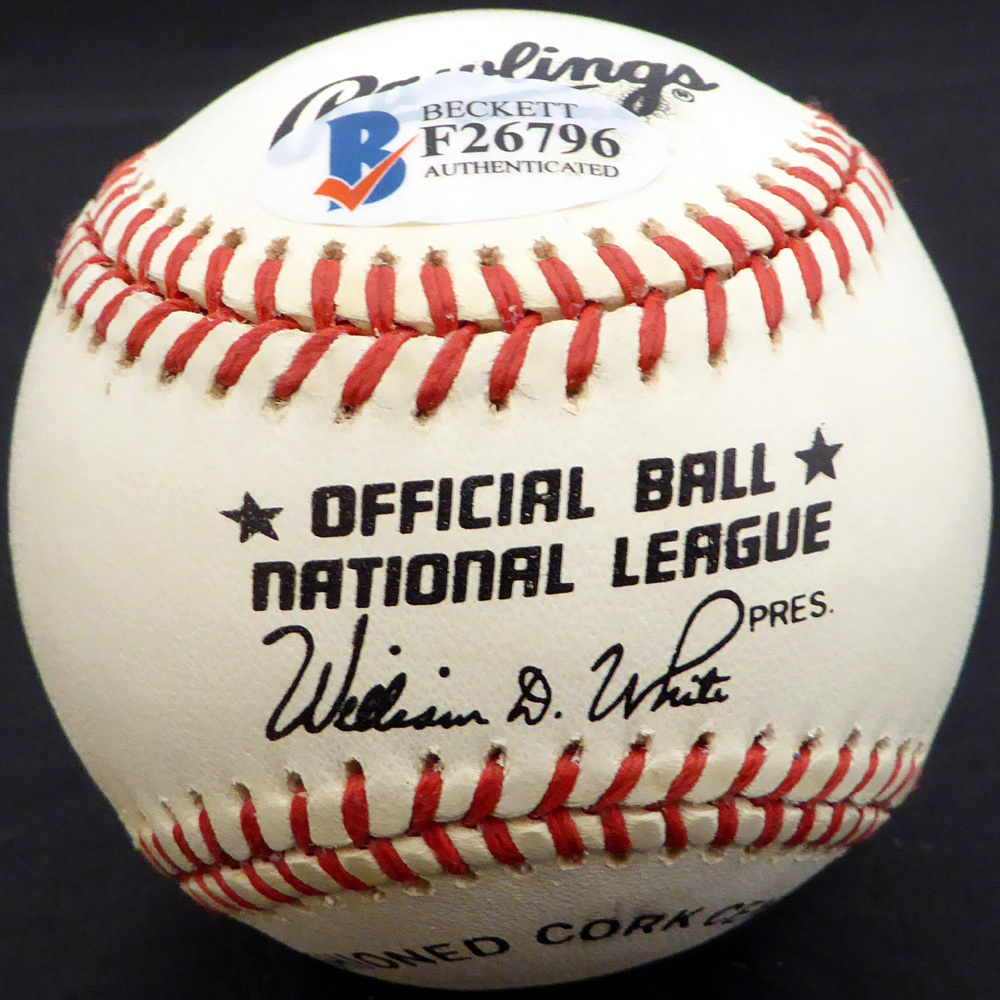 Rawlings®
BECKETT
F26796
AUTHENTICATED
★ OFFICIAL BALL ★
NATIONAL LEAGUE
PRES.
William D. White
CORK